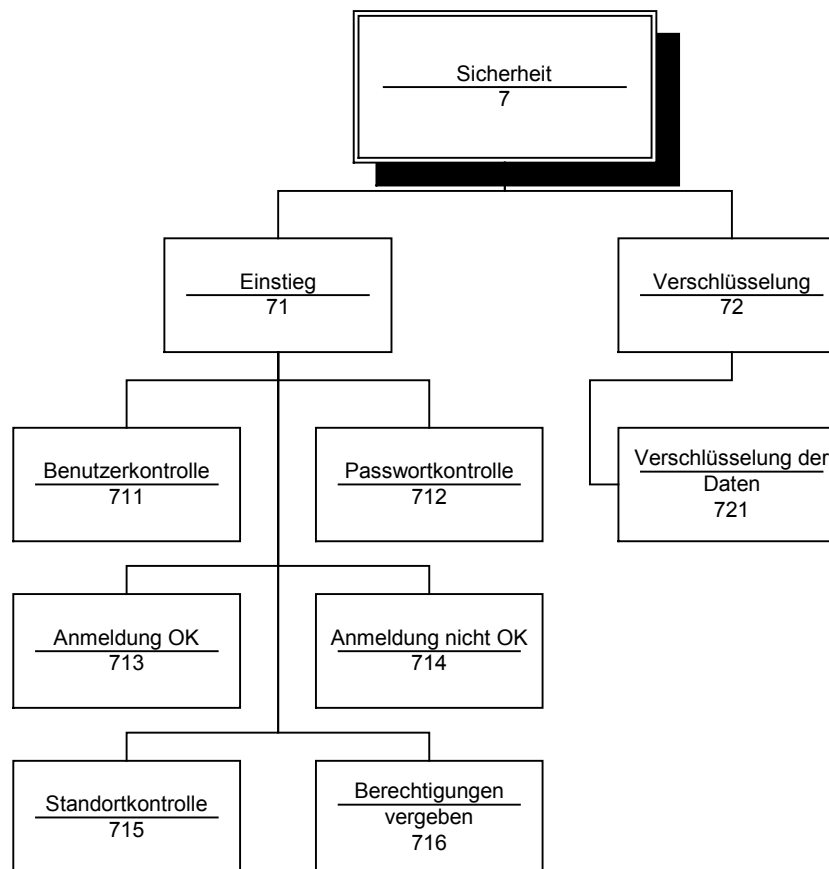 Sicherheit
7
Einstieg
71
Verschlüsselung
72
Benutzerkontrolle
711
Passwortkontrolle
712
Verschlüsselung der
Daten
721
Anmeldung OK
713
Anmeldung nicht OK
714
Standortkontrolle
715
Berechtigungen
vergeben
716